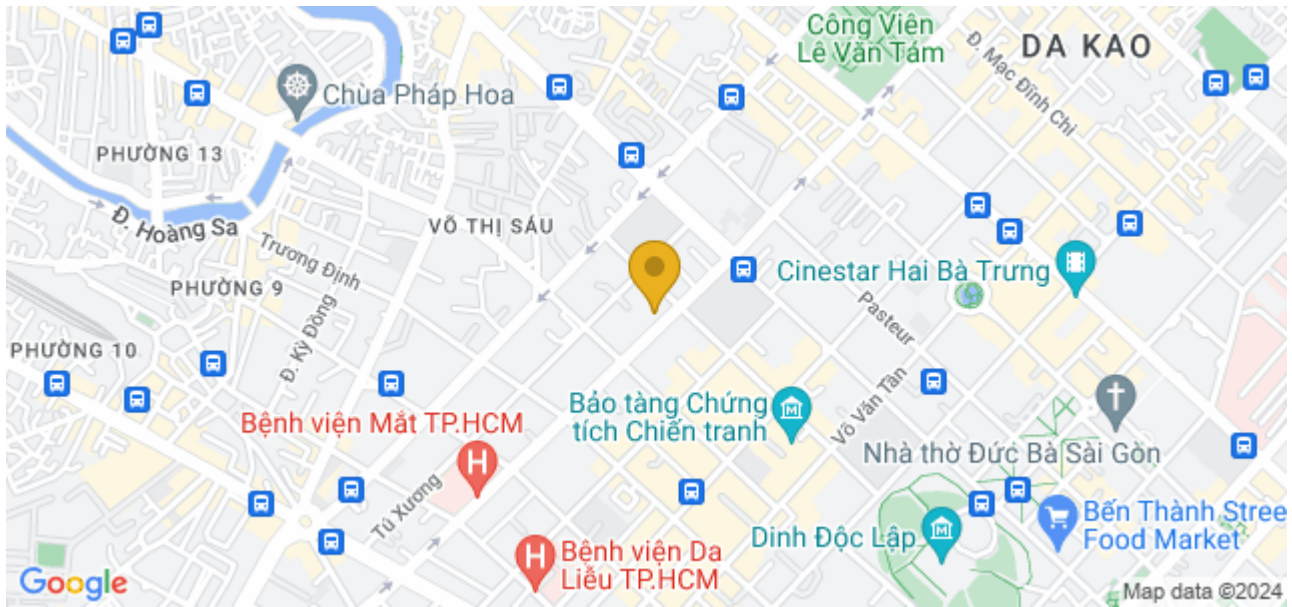 Công Viên
Lê Văn Tám
DA KAO
Đ. Mạc Đĩnh Chi
Chùa Pháp Hoa
PHƯỜNG 13
Đ. Hoàng Sa
VÕ THỊ SÁU
Trương Định
Cinestar Hai Bà Trưng
PHƯỜNG 9
Pasteur
Đ. Kỳ Đồng
PHƯỜNG 10
Bảo tàng Chứng
tích Chiến tranh
Võ Văn Tần
Bệnh viện Mắt TP.HCM
H
Nhà thờ Đức Bà Sài Gòn
Tú Xương
Bến Thành Stree
Food Market
Dinh Độc Lập
H
Bệnh viện Da
Liễu TP.HCM
Google
Map data ©2024